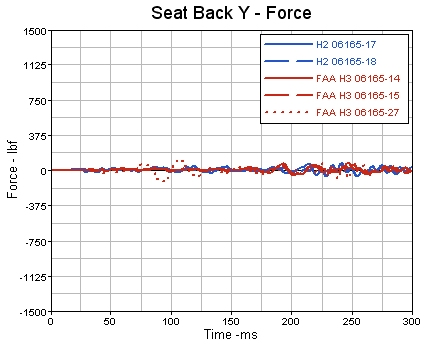 Seat Back Y - Force
1500
H2 06165-17
H2 06165-18
1125
FAA H3 06165-14
FAA H3 06165-15
750
FAA H3 06165-27
375
0
-375
-750
-1125
-1500
Force - lbf
0 50 100 150 200 250 300
Time -ms